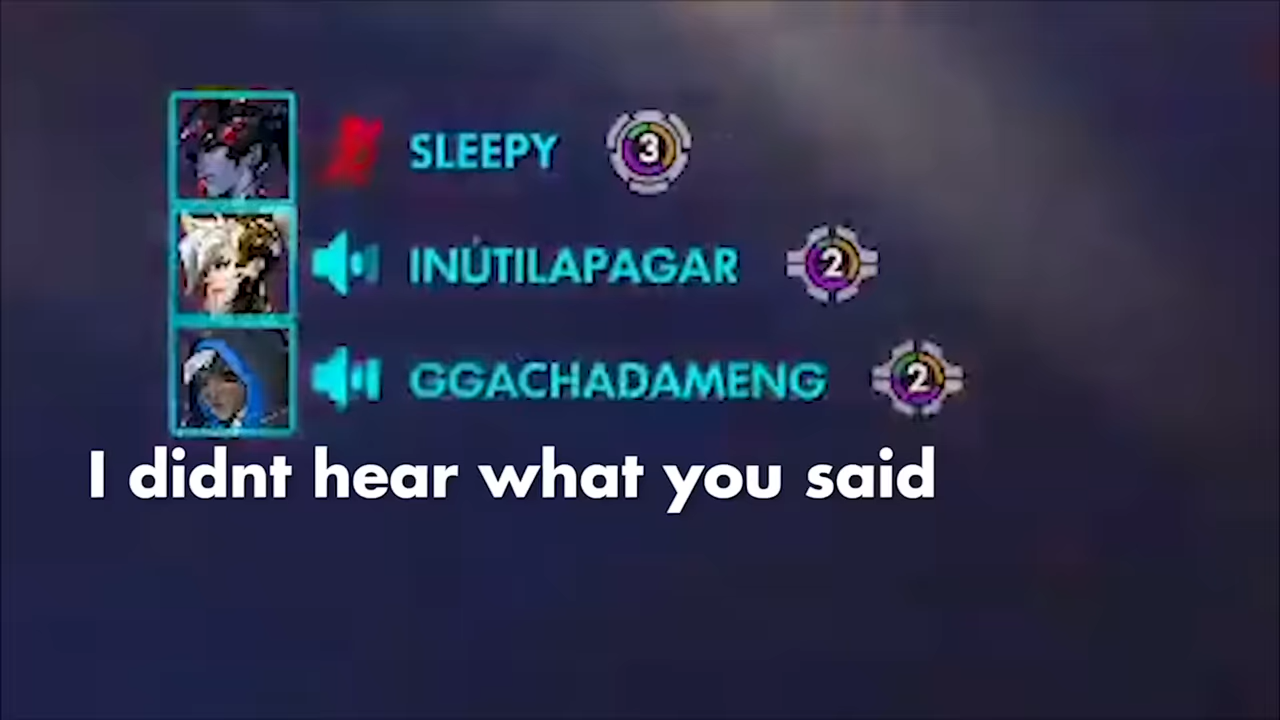 SLEEPY 3
INÚTILAPAGAR 2
GGACHADAMENG 2
I didnt hear what you said